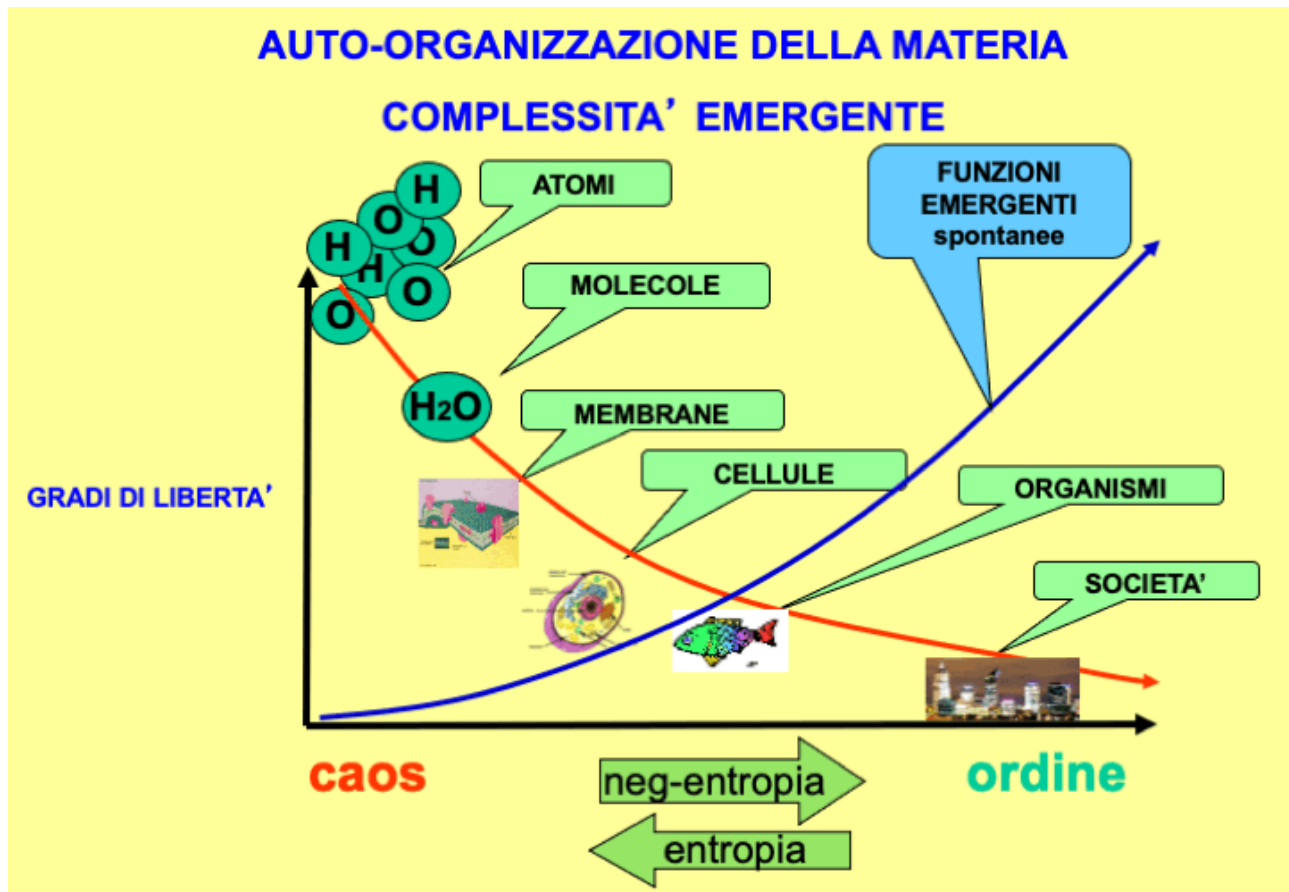 AUTO-ORGANIZZAZIONE DELLA MATERIA
COMPLESSITA’ EMERGENTE
H
O
H
O
H
O
O
ATOMI
FUNZIONI
EMERGENTI
spontanee
MOLECOLE
H2O
MEMBRANE
CELLULE
GRADI DI LIBERTA’
ORGANISMI
SOCIETA’
caos
neg-entropia
ordine
entropia